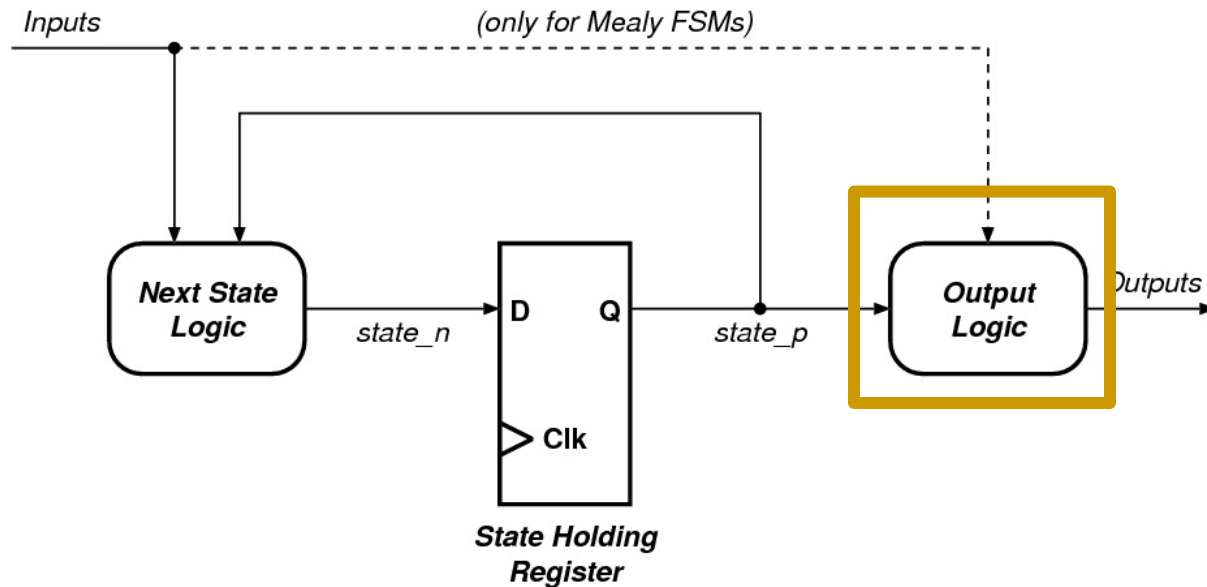 Inputs
(only for Mealy FSMs)
Next State
Logic
state_n
D
Q
Clk
State Holding
Register
state_p
Output
Logic
Outputs